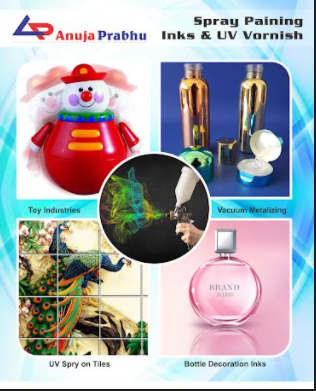 Anuja Prabhu
Spray Paining
Inks & UV Vornish
Toy Industries
Vacuum Metalizing
BRAND
UV Spry on Tiles
Bottle Decoration Inks